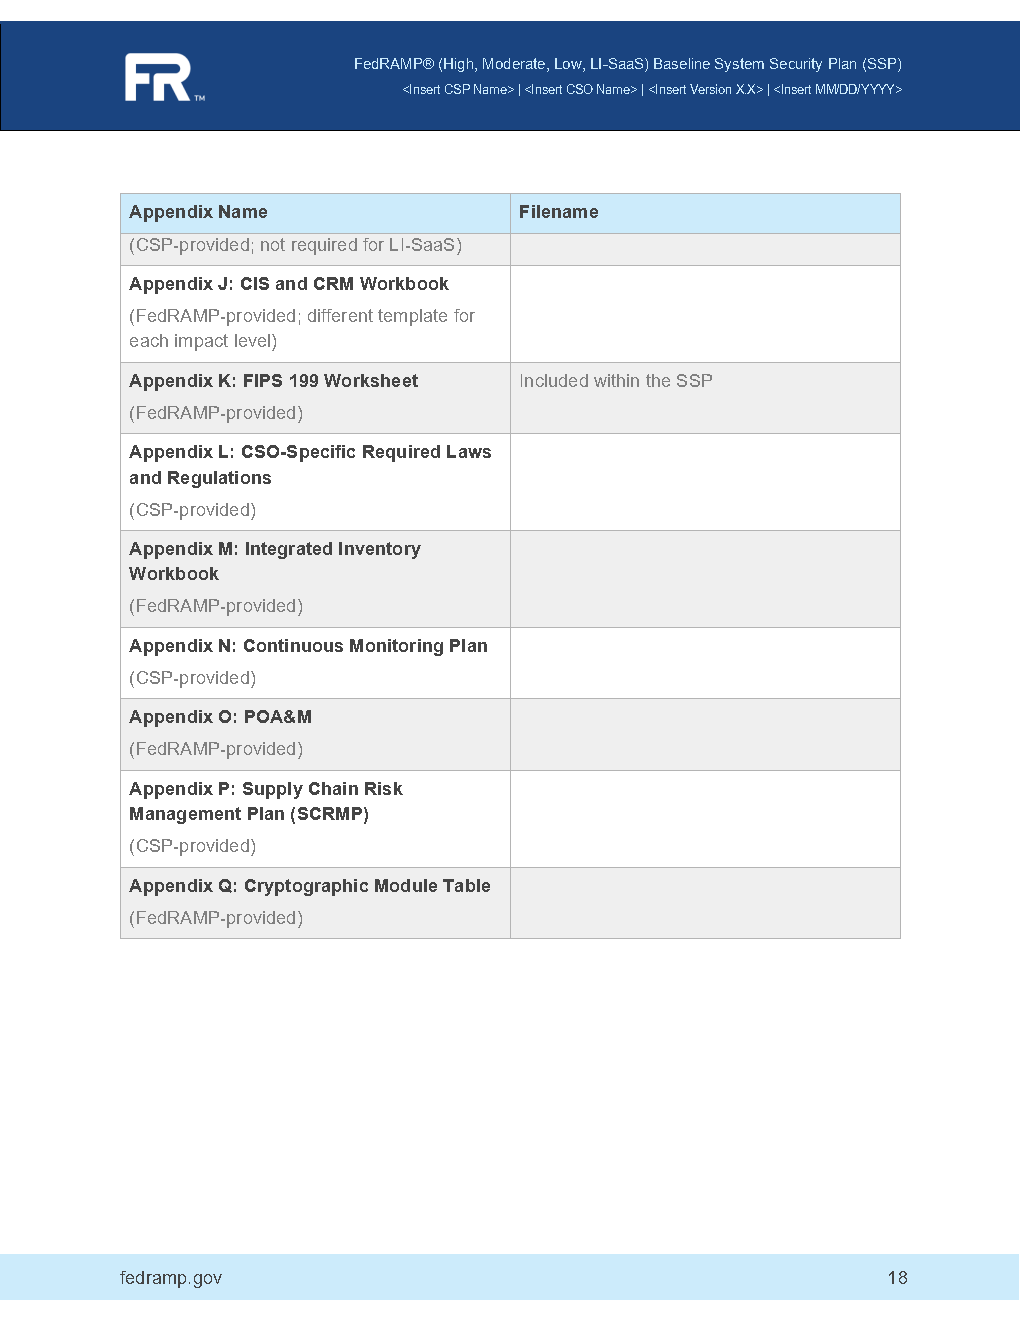 FR™
FedRAMP® (High, Moderate, Low, LI-SaaS) Baseline System Security Plan (SSP)
<Insert CSP Name> | <Insert CSO Name> | <Insert Version X.X> | <Insert MM/DD/YYYY>
Appendix Name Filename
(CSP-provided; not required for LI-SaaS)
Appendix J: CIS and CRM Workbook
(FedRAMP-provided; different template for
each impact level)
Appendix K: FIPS 199 Worksheet Included within the SSP
(FedRAMP-provided)
Appendix L: CSO-Specific Required Laws
and Regulations
(CSP-provided)
Appendix M: Integrated Inventory
Workbook
(FedRAMP-provided)
Appendix N: Continuous Monitoring Plan
(CSP-provided)
Appendix O: POA&M
(FedRAMP-provided)
Appendix P: Supply Chain Risk
Management Plan (SCRMP)
(CSP-provided)
Appendix Q: Cryptographic Module Table
(FedRAMP-provided)
fedramp.gov 18